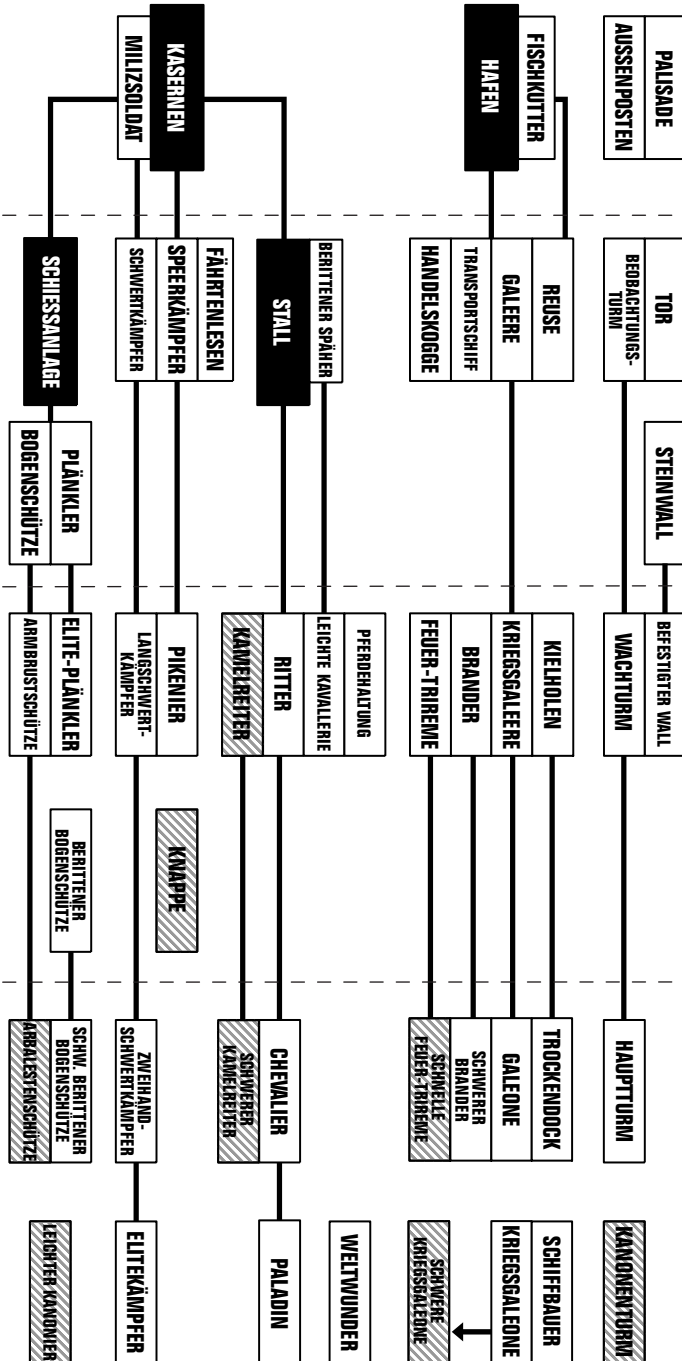 PALISADE
AUSSENPOSTEN
FISCHKUTTER
HAFEN
KASERNEN
MILIZSOLDAT
TOR
BEOBACHTUNGS-
TURM
REUSE
GALEERE
TRANSPORTSCHIFF
HANDELSKOGGE
BERITTENER SPÄHER
STALL
FÄHRTENLESEN
SPEERKÄMPFER
SCHWERTKÄMPFER
SCHIESSANLAGE
STEINWALL
PLÄNKLER
BOGENSCHÜTZE
BEFESTIGTER WALL
WACHTURM
KIELHOLEN
KRIEGSGALEERE
BRANDER
FEUER-TRIREME
PFERDEHALTUNG
LEICHTE KAVALLERIE
RITTER
KAMELREITER
PIKENIER
LANGSCHWERT-
KÄMPFER
ELITE-PLÄNKLER
ARMBRUSTSCHÜTZE
KNAPPE
BERITTENER
BOGENSCHÜTZE
HAUPTTURM
TROCKENDOCK
GALEONE
SCHWERER
BRANDER
SCHNELLE
FEUER-TRIREME
CHEVALIER
SCHWERER
KAMELREITER
ZWEIHAND-
SCHWERTKÄMPFER
SCHW. BERITTENER
BOGENSCHÜTZE
ARBALESTENSCHÜTZE
KANONENTURM
SCHIFFBAUER
KRIEGSGALEONE
SCHWERE
KRIEGSGALEONE
WELTWUNDER
PALADIN
ELITEKÄMPFER
LEICHTER KANONIER